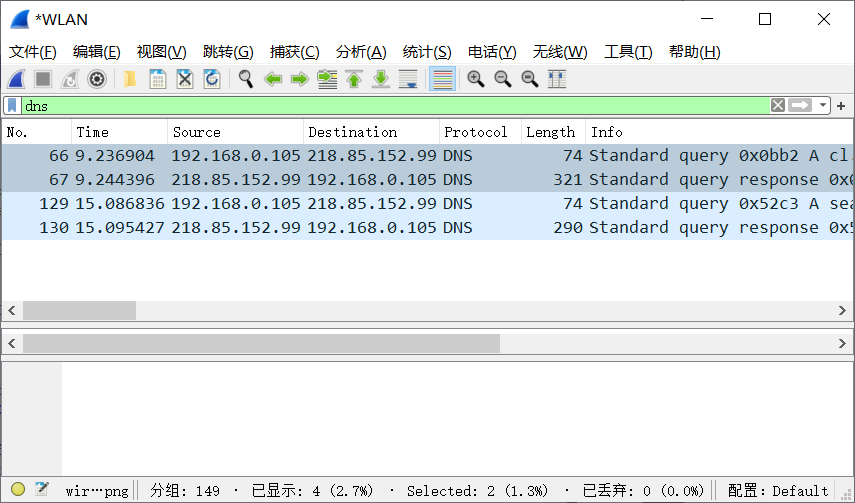 *WLAN
文件(F) 编辑(E) 视图(V) 跳转(G) 捕获(C) 分析(A) 统计(S) 电话(Y) 无线(W) 工具(T) 帮助(H)
dns
No. Time Source Destination Protocol Length Info
66 9.236904 192.168.0.105 218.85.152.99 DNS 74 Standard query 0x0bb2 A cl
67 9.244396 218.85.152.99 192.168.0.105 DNS 321 Standard query response 0x0
129 15.086836 192.168.0.105 218.85.152.99 DNS 74 Standard query 0x52c3 A sea
130 15.095427 218.85.152.99 192.168.0.105 DNS 290 Standard query response 0x5
wir…png 分组: 149 · 已显示: 4 (2.7%) · Selected: 2 (1.3%) · 已丢弃: 0 (0.0%) 配置: Default